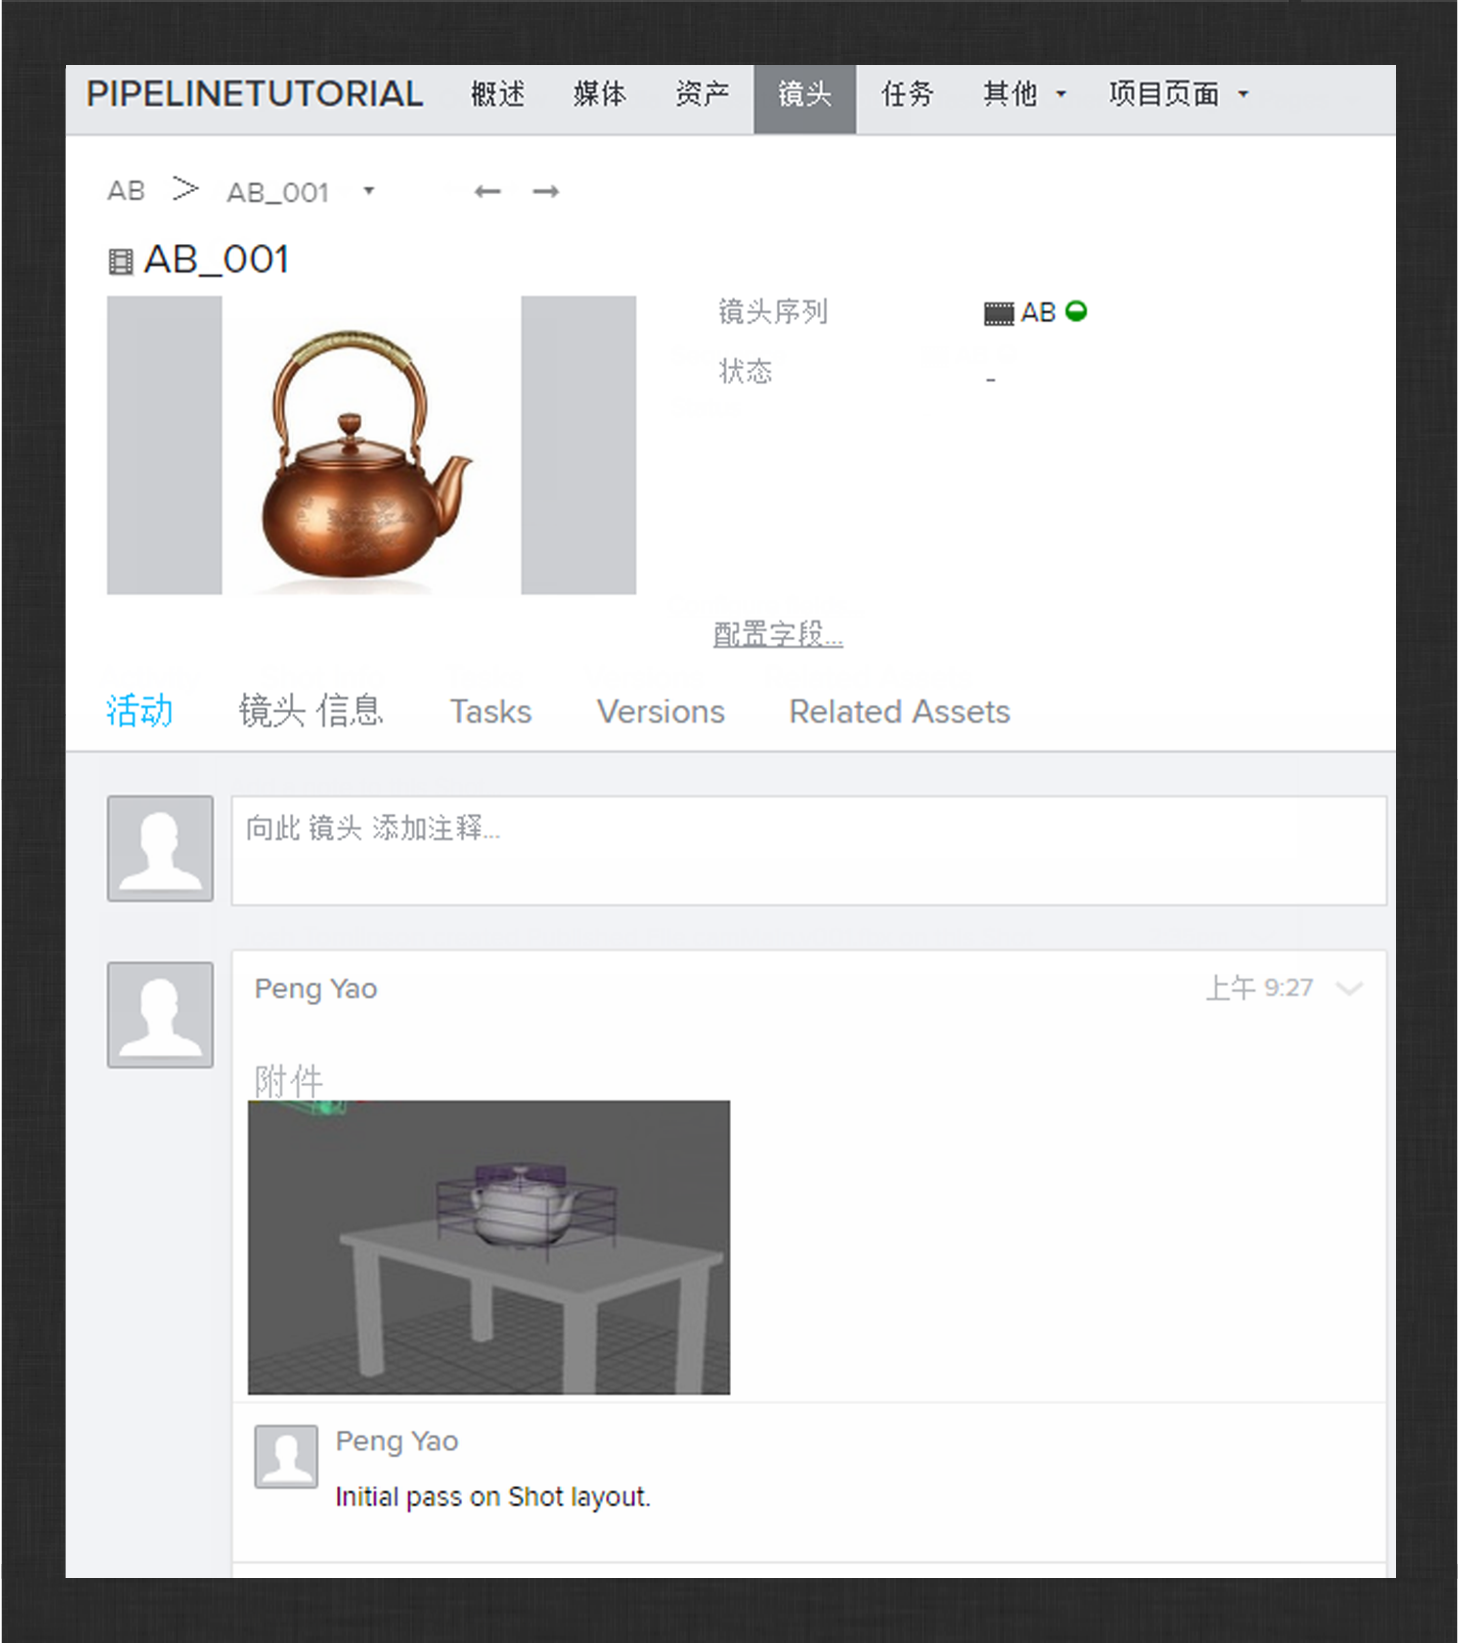 PIPELINETUTORIAL 概述 媒体 资产 镜头 任务 其他 项目页面
AB > AB_001
AB_001
镜头序列 AB
状态 -
配置字段...
活动 镜头 信息 Tasks Versions Related Assets
向此 镜头 添加注释...
Peng Yao 上午 9:27
附件
Peng Yao
Initial pass on Shot layout.